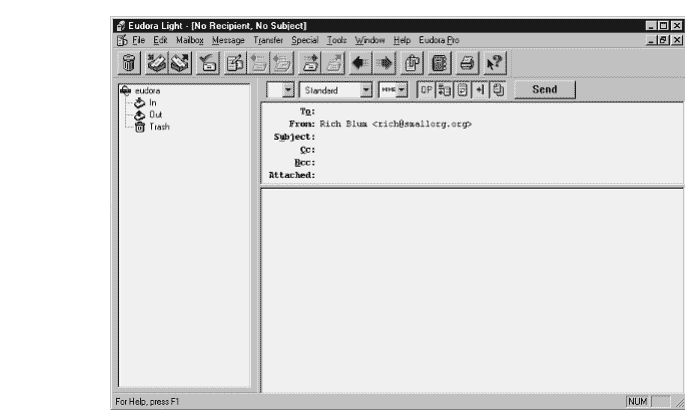 Eudora Light - [No Recipient, No Subject]
File Edit Mailbox Message Transfer Special Tools Window Help Eudora Pro
Standard MIME QP Send
eudora
In
Out
Trash
To:
From: Rich Blum <rich@smallorg.org>
Subject:
Cc:
Bcc:
Attached:
For Help, press F1 NUM